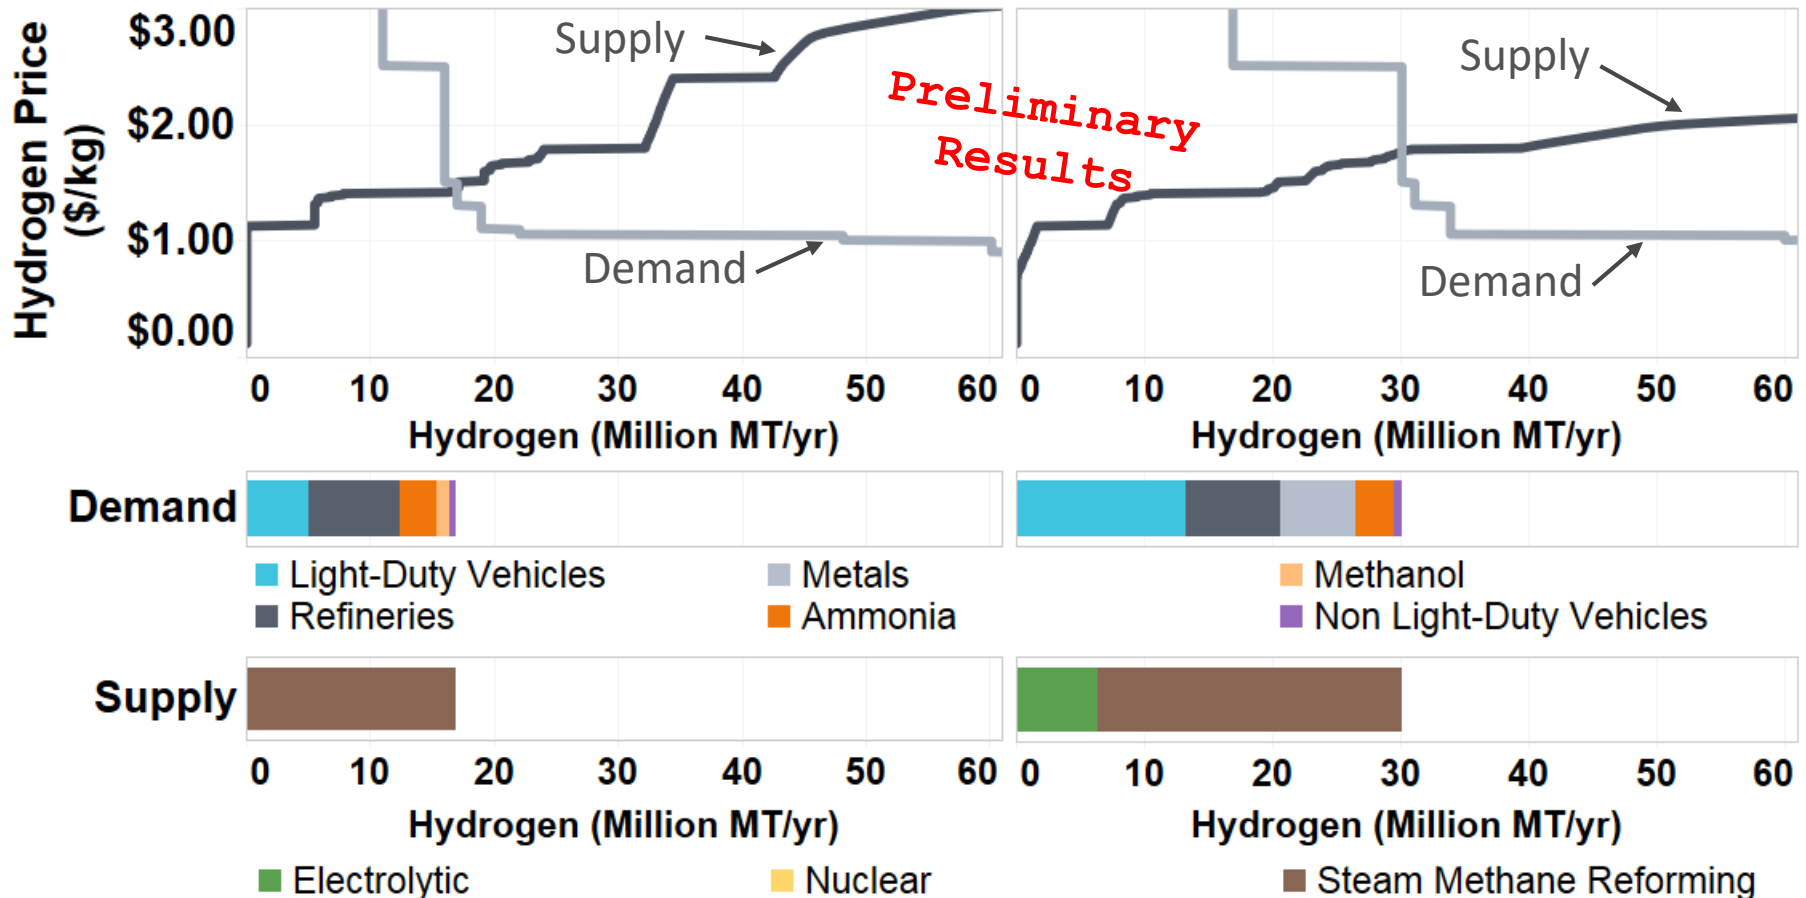 Hydrogen Price
($/kg)
$3.00
$2.00
$1.00
$0.00
Supply
Demand
Preliminary
Results
Supply
Demand
0 10 20 30 40 50 60
0 10 20 30 40 50 60
Hydrogen (Million MT/yr)
Hydrogen (Million MT/yr)
Demand
Light-Duty Vehicles
Metals
Methanol
Refineries
Ammonia
Non Light-Duty Vehicles
Supply
0 10 20 30 40 50 60
0 10 20 30 40 50 60
Hydrogen (Million MT/yr)
Hydrogen (Million MT/yr)
Electrolytic
Nuclear
Steam Methane Reforming